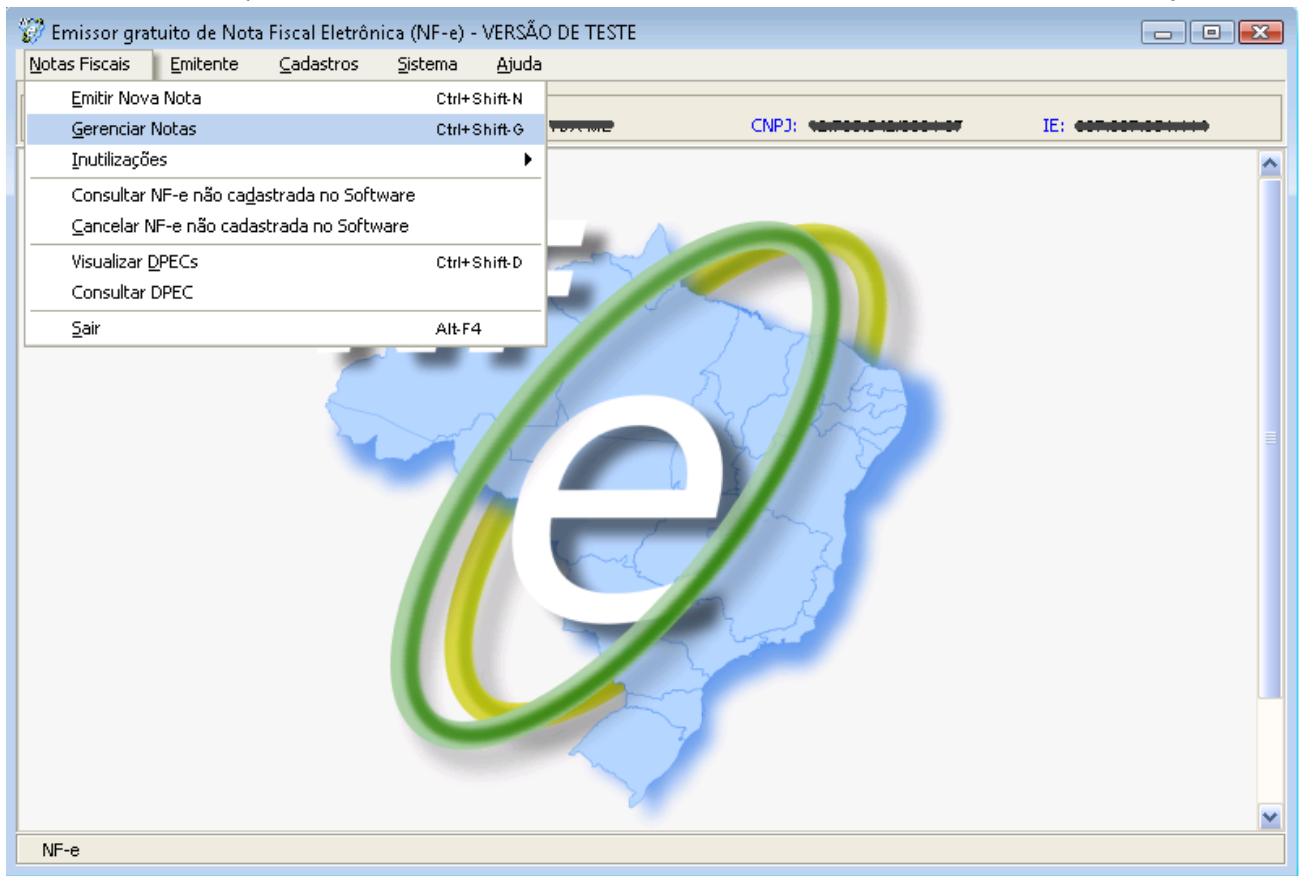 Emissor gratuito de Nota Fiscal Eletrônica (NF-e) - VERSÃO DE TESTE
Notas Fiscais Emitente Cadastros Sistema Ajuda
Emitir Nova Nota Ctrl+Shift-N
Gerenciar Notas Ctrl+Shift-G
CNPJ: IE:
Inutilizações
Consultar NF-e não cadastrada no Software
Cancelar NF-e não cadastrada no Software
Visualizar DPECs Ctrl+Shift-D
Consultar DPEC
Sair Alt-F4
e
NF-e